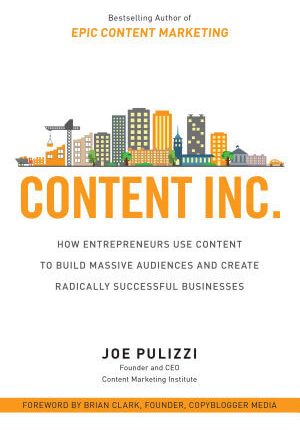 Bestselling Author of
EPIC CONTENT MARKETING
CONTENT INC.
HOW ENTREPRENEURS USE CONTENT
TO BUILD MASSIVE AUDIENCES AND CREATE
RADICALLY SUCCESSFUL BUSINESSES
JOE PULIZZI
Founder and CEO
Content Marketing Institute
FOREWORD BY BRIAN CLARK, FOUNDER, COPYBLOGGER MEDIA